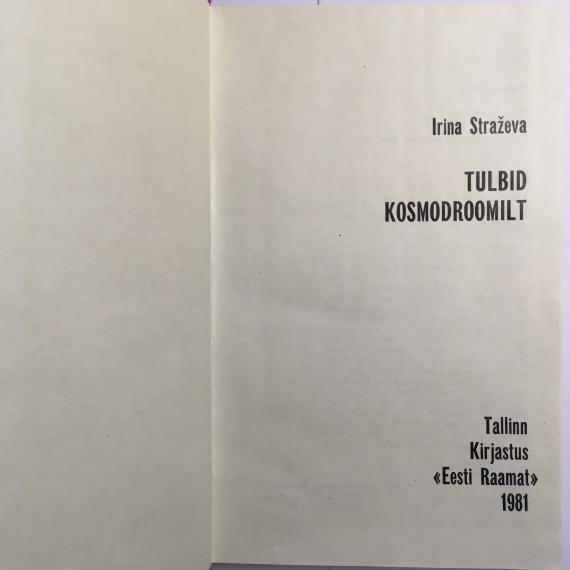 Irina Straževa
TULBID
KOSMODROOMILT
Tallinn
Kirjastus
«Eesti Raamat»
1981